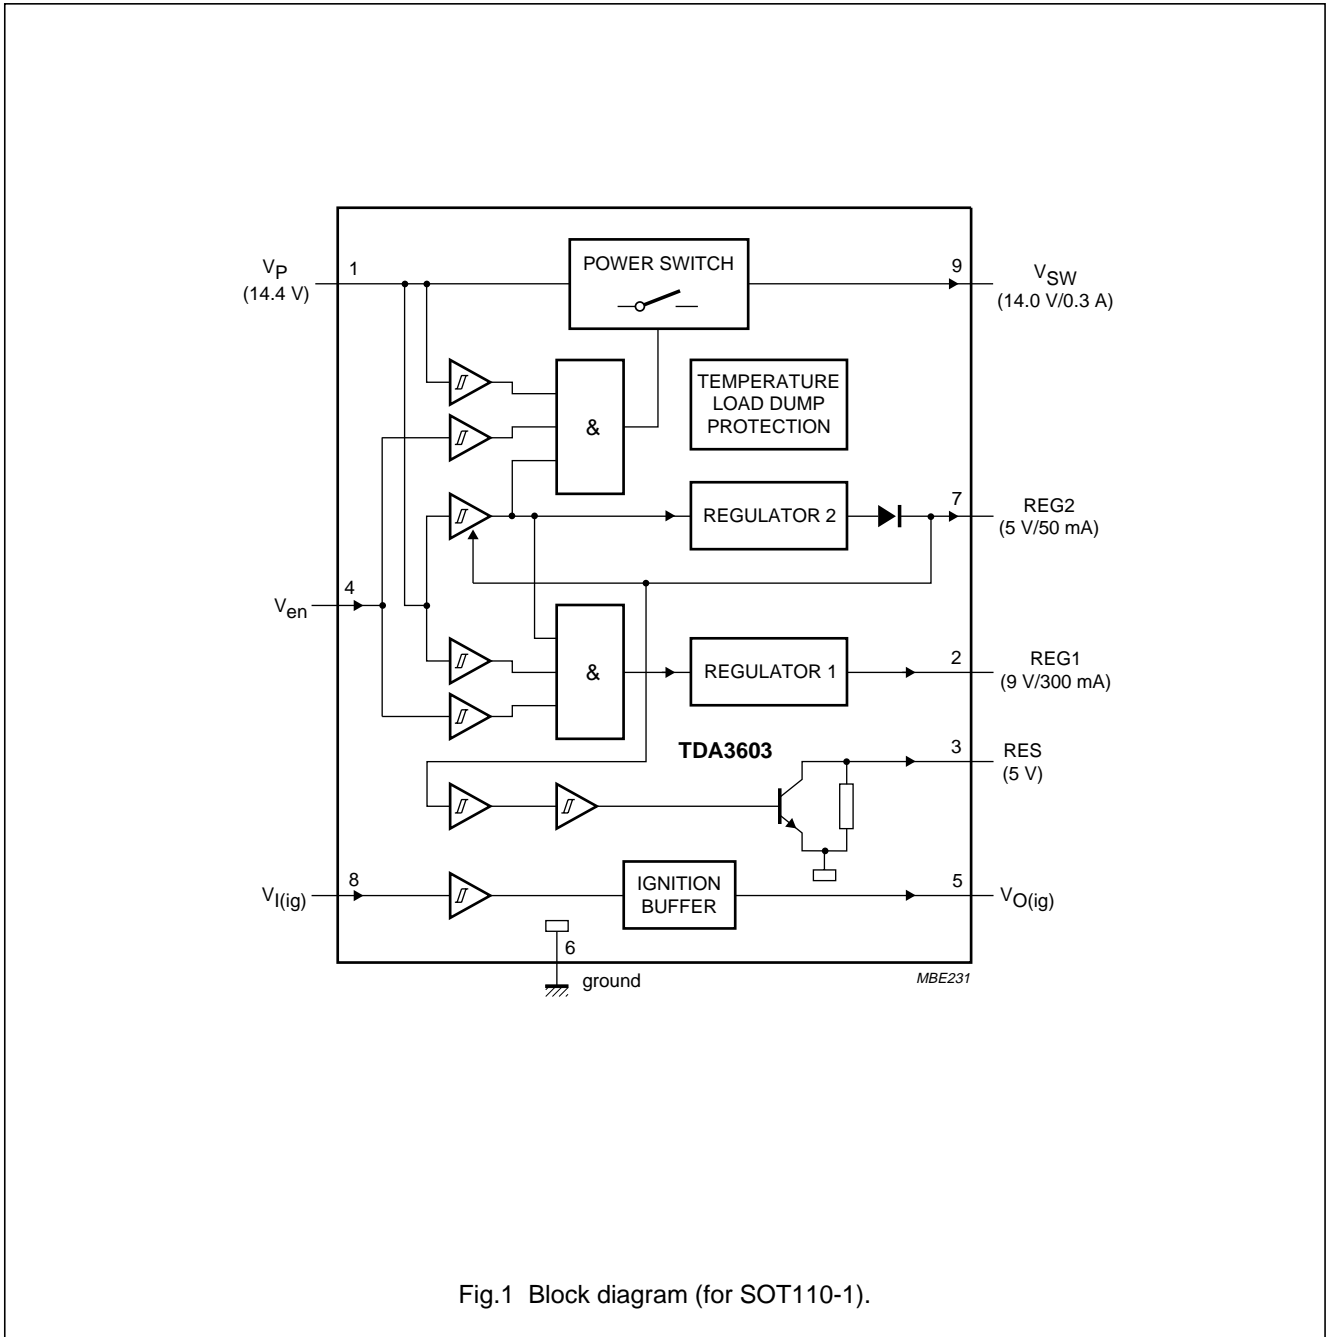 V_P
(14.4 V)
1
POWER SWITCH
9
V_SW
(14.0 V/0.3 A)
&
TEMPERATURE
LOAD DUMP
PROTECTION
REGULATOR 2
7
REG2
(5 V/50 mA)
V_en
4
&
REGULATOR 1
2
REG1
(9 V/300 mA)
TDA3603
3
RES
(5 V)
V_I(ig)
8
IGNITION
BUFFER
5
V_O(ig)
6
ground
MBE231
Fig.1 Block diagram (for SOT110-1).